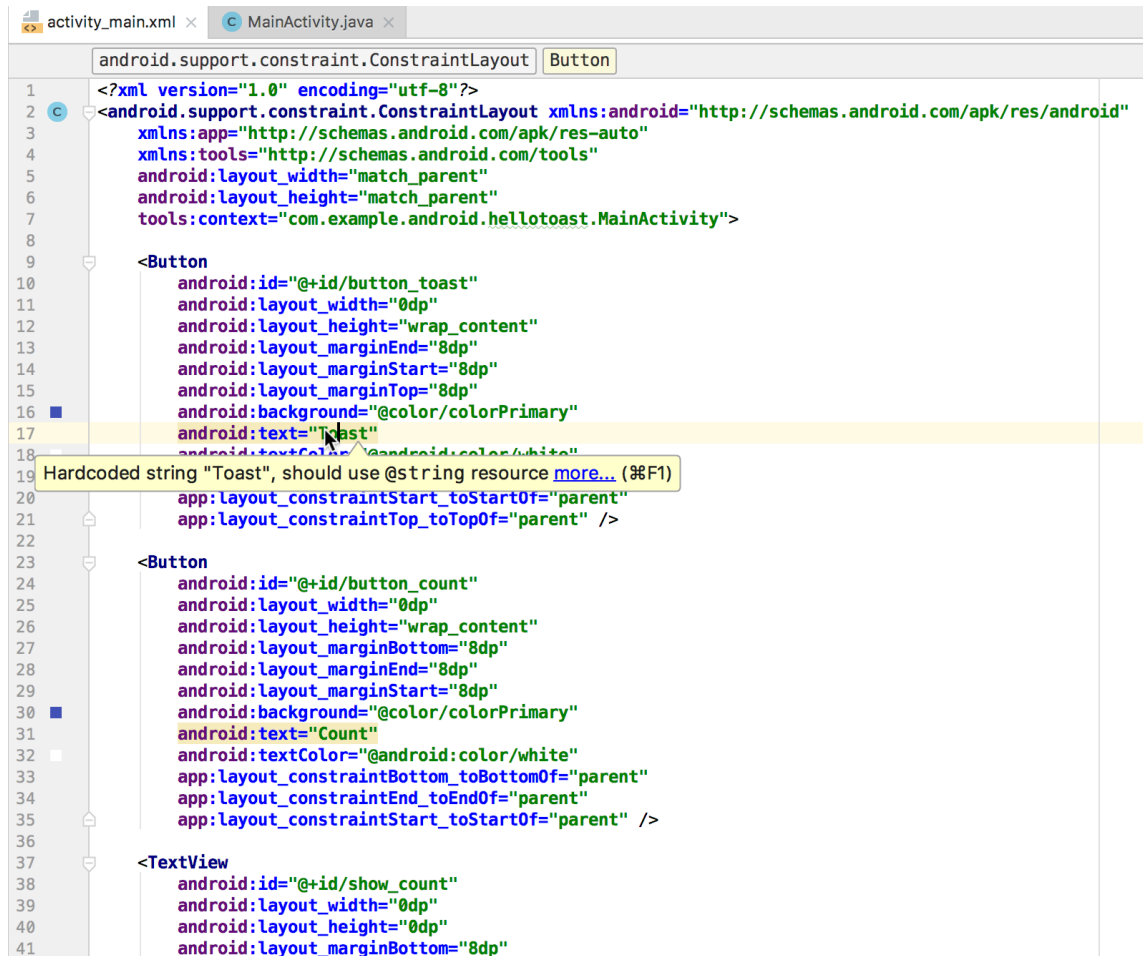 activity_main.xml
MainActivity.java
android.support.constraint.ConstraintLayout Button
1 <?xml version="1.0" encoding="utf-8"?>
2 C <android.support.constraint.ConstraintLayout xmlns:android="http://schemas.android.com/apk/res/android"
3 xmlns:app="http://schemas.android.com/apk/res-auto"
4 xmlns:tools="http://schemas.android.com/tools"
5 android:layout_width="match_parent"
6 android:layout_height="match_parent"
7 tools:context="com.example.android.hellotoast.MainActivity">
8
9 <Button
10 android:id="@+id/button_toast"
11 android:layout_width="0dp"
12 android:layout_height="wrap_content"
13 android:layout_marginEnd="8dp"
14 android:layout_marginStart="8dp"
15 android:layout_marginTop="8dp"
16 android:background="@color/colorPrimary"
17 android:text="Toast"
18 android:textColor="@android:color/white"
19
Hardcoded string "Toast", should use @string resource more... (⌘F1)
20 app:layout_constraintStart_toStartOf="parent"
21 app:layout_constraintTop_toTopOf="parent" />
22
23 <Button
24 android:id="@+id/button_count"
25 android:layout_width="0dp"
26 android:layout_height="wrap_content"
27 android:layout_marginBottom="8dp"
28 android:layout_marginEnd="8dp"
29 android:layout_marginStart="8dp"
30 android:background="@color/colorPrimary"
31 android:text="Count"
32 android:textColor="@android:color/white"
33 app:layout_constraintBottom_toBottomOf="parent"
34 app:layout_constraintEnd_toEndOf="parent"
35 app:layout_constraintStart_toStartOf="parent" />
36
37 <TextView
38 android:id="@+id/show_count"
39 android:layout_width="0dp"
40 android:layout_height="0dp"
41 android:layout_marginBottom="8dp"